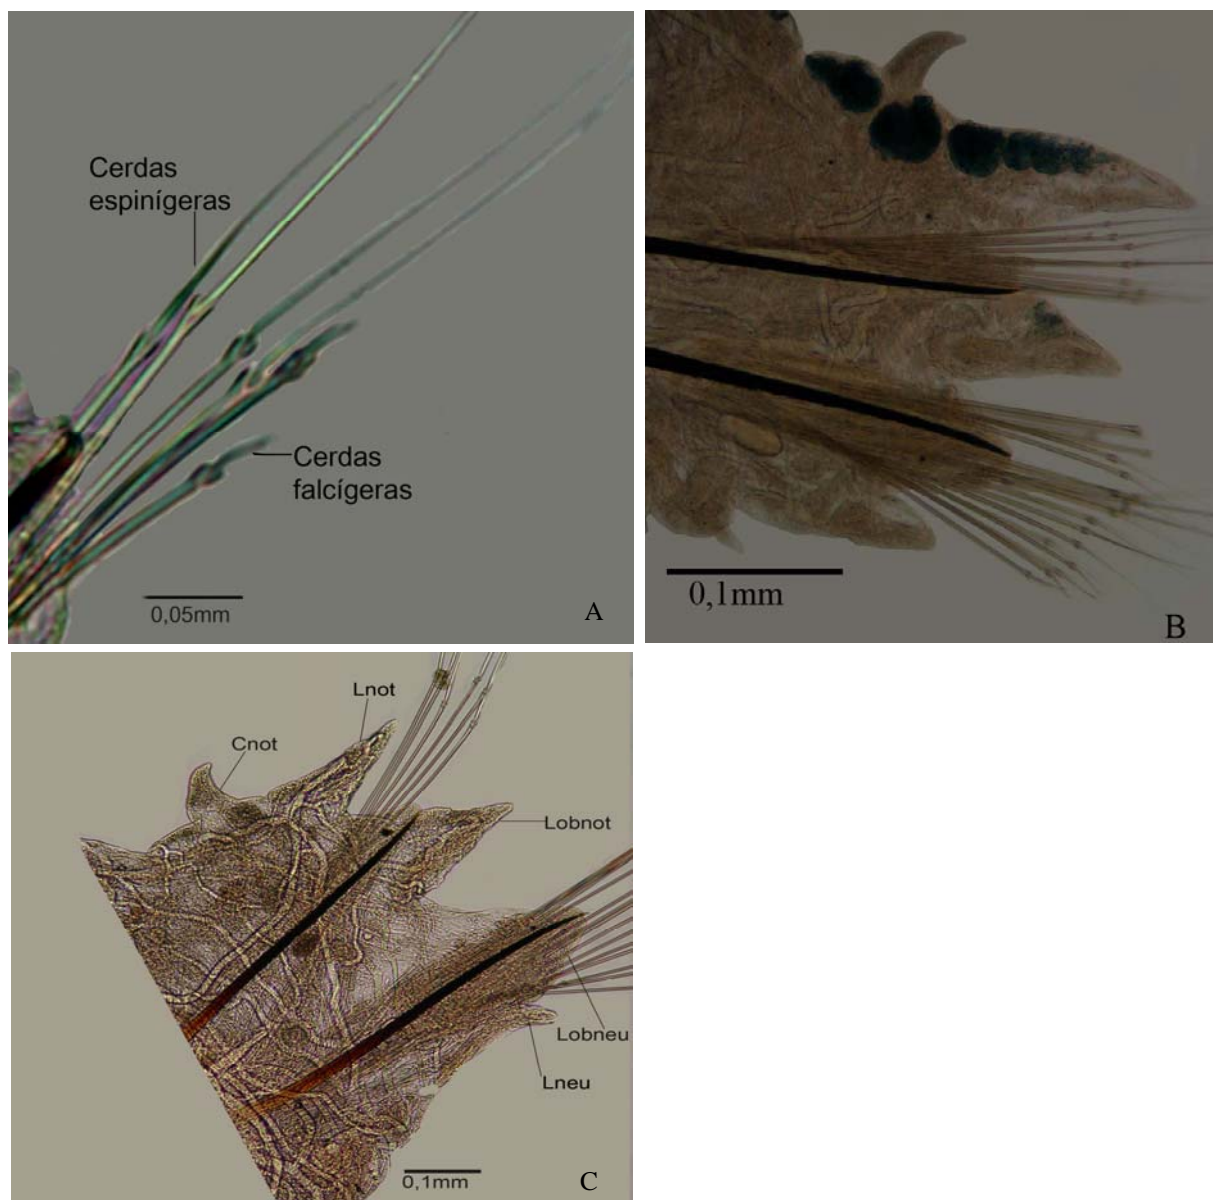 Cerdas
espinígeras
Cerdas
falcígeras
0,05mm
A
0,1mm
B
Lnot
Cnot
Lobnot
Lobneu
Lneu
0,1mm
C